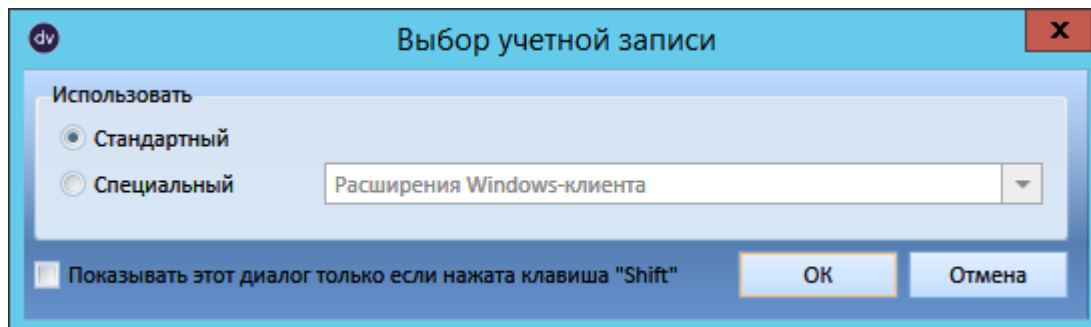 dv
Выбор учетной записи
x
Использовать
Стандартный
Специальный
Расширения Windows-клиента
Показывать этот диалог только если нажата клавиша "Shift"
ОК
Отмена